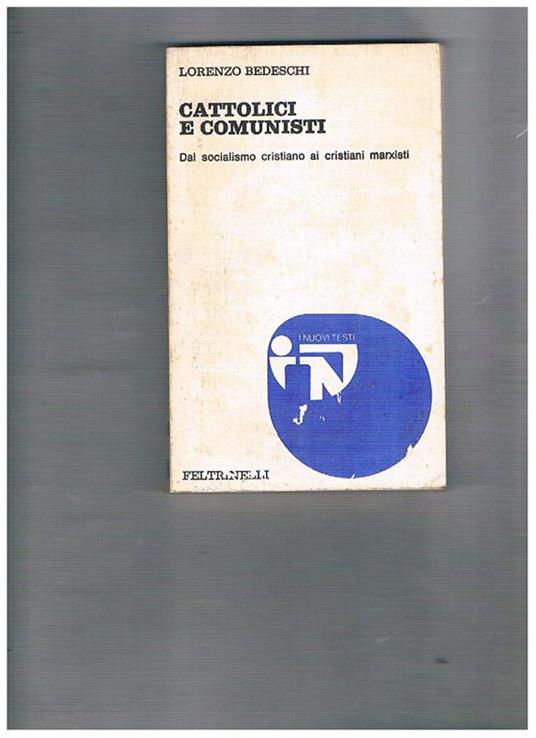 LORENZO BEDESCHI
CATTOLICI
E COMUNISTI
Dal socialismo cristiano ai cristiani marxisti
I NUOVI TESTI
FELTRINELLI